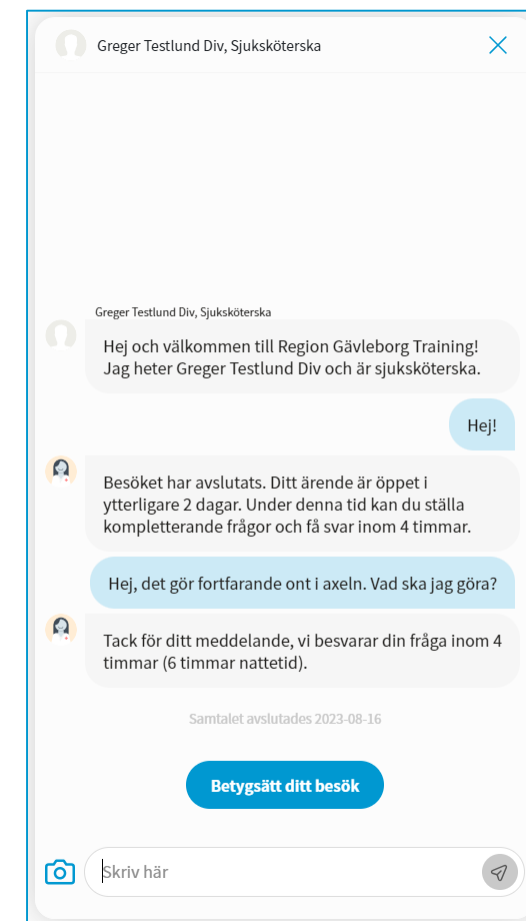 Greger Testlund Div, Sjuksköterska
Greger Testlund Div, Sjuksköterska
Hej och välkommen till Region Gävleborg Training!
Jag heter Greger Testlund Div och är sjuksköterska.
Hej!
Besöket har avslutats. Ditt ärende är öppet i
ytterligare 2 dagar. Under denna tid kan du ställa
kompletterande frågor och få svar inom 4 timmar.
Hej, det gör fortfarande ont i axeln. Vad ska jag göra?
Tack för ditt meddelande, vi besvarar din fråga inom 4
timmar (6 timmar nattetid).
Samtalet avslutades 2023-08-16
Betygsätt ditt besök
Skriv här